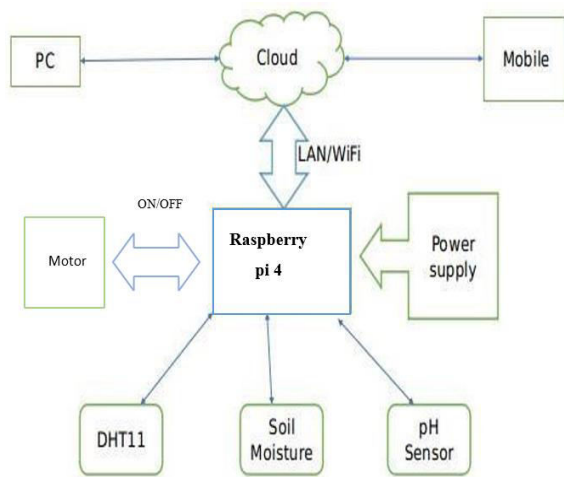 PC
Cloud
Mobile
LAN/WiFi
ON/OFF
Motor
Raspberry
pi 4
Power
supply
DHT11
Soil
Moisture
pH
Sensor